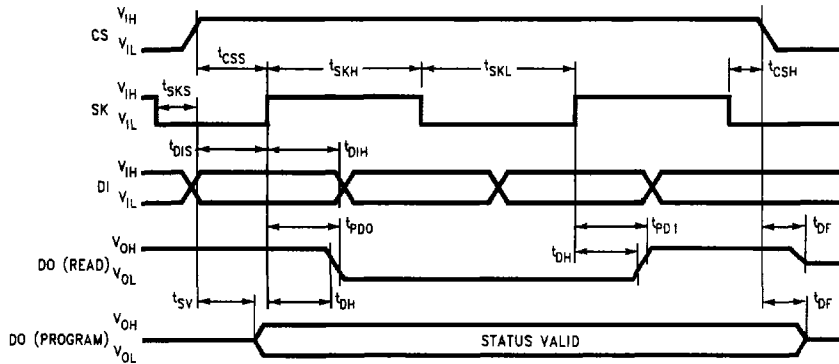 V_IH
CS
V_IL
t_CSS
t_SKH
t_SKL
t_CSH
V_IH
t_SKS
SK
V_IL
t_DIS
t_DIH
V_IH
DI
V_IL
t_PD0
t_PD1
t_DF
V_OH
DO (READ)
V_OL
t_DH
t_SV
t_DH
t_DF
V_OH
DO (PROGRAM)
STATUS VALID
V_OL